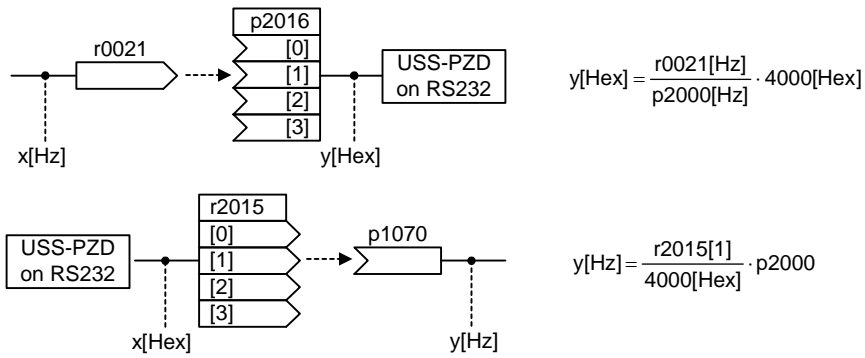 p2016
r0021
[0]
[1]
[2]
[3]
USS-PZD
on RS232
x[Hz]
y[Hex]
y[Hex] = r0021[Hz] / p2000[Hz] · 4000[Hex]
r2015
[0]
[1]
[2]
[3]
USS-PZD
on RS232
p1070
x[Hex]
y[Hz]
y[Hz] = r2015[1] / 4000[Hex] · p2000